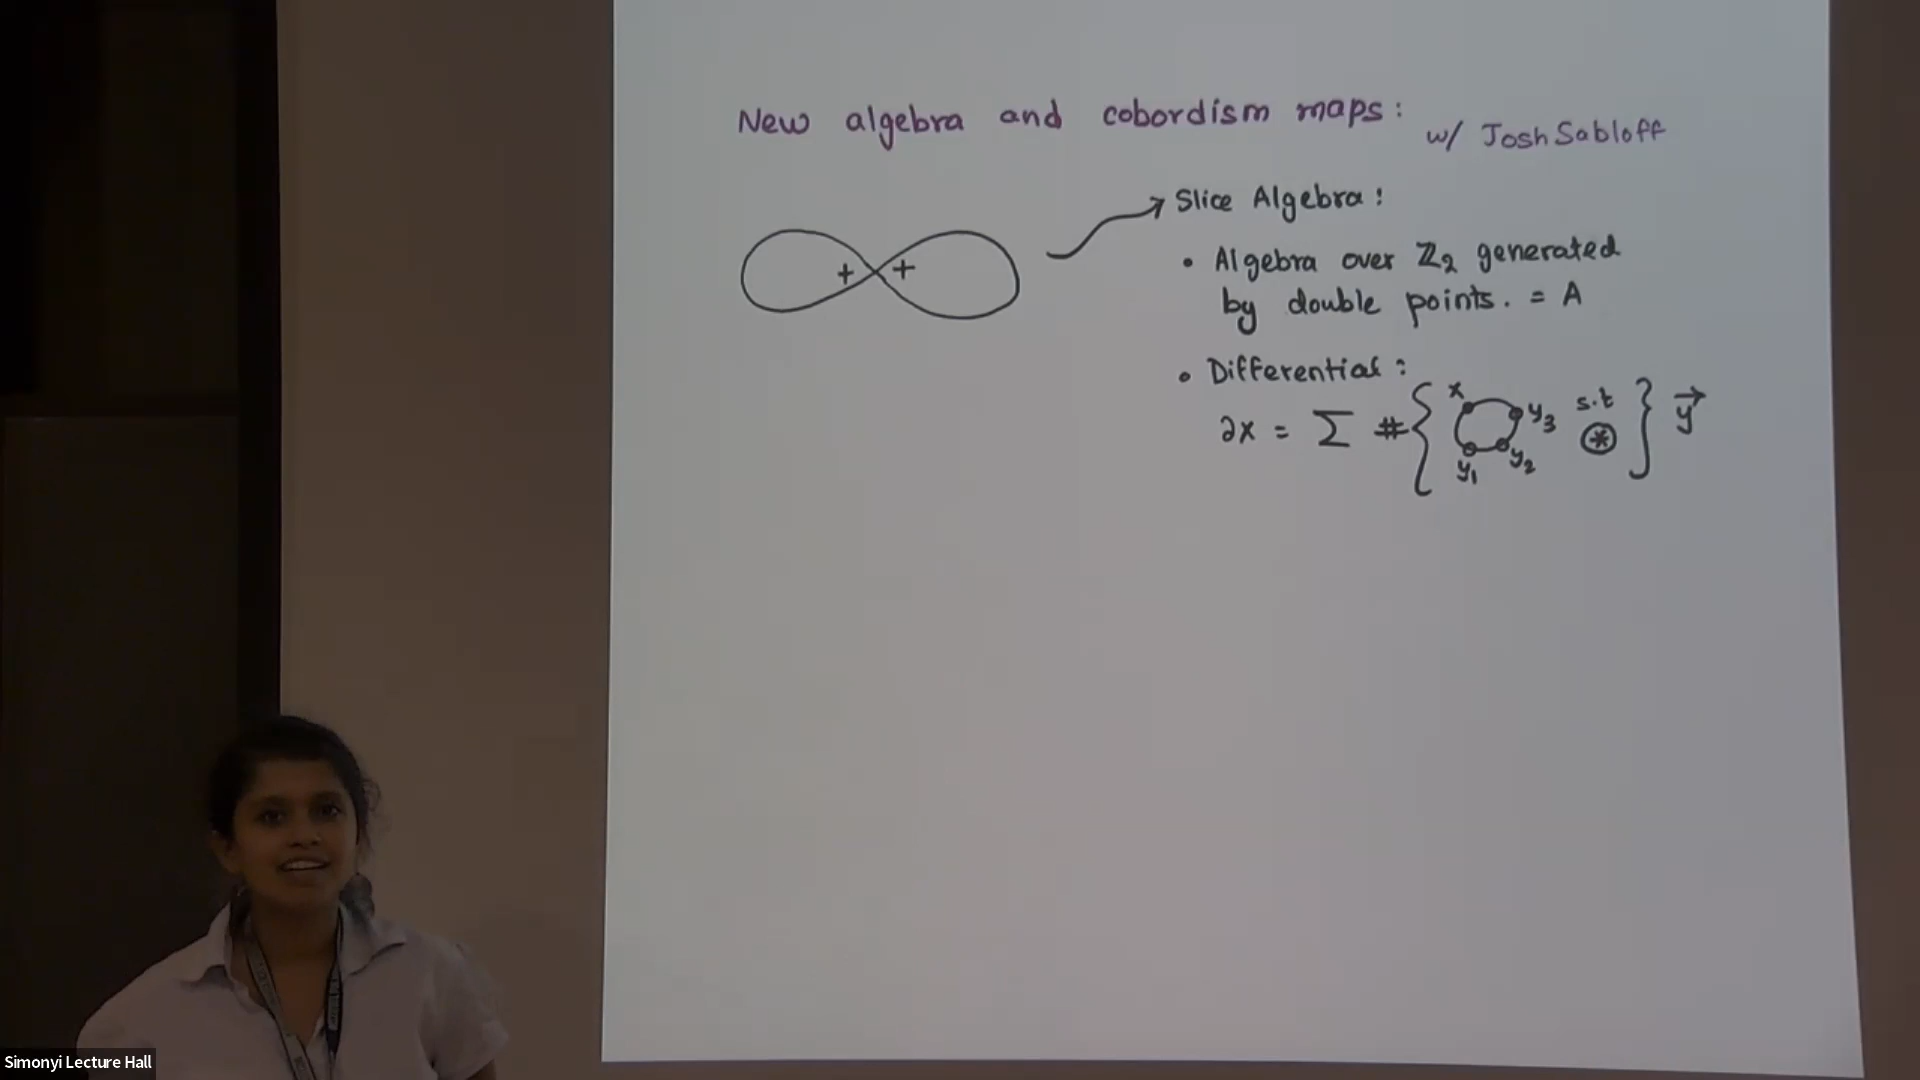 New algebra and cobordism maps:
w/ Josh Sabloff
Slice Algebra:
+ +
• Algebra over ℤ₂ generated
by double points. = A
• Differential:
∂x = Σ # { x y₁ y₂ y₃ s.t ⊛ } y⃗
Simonyi Lecture Hall